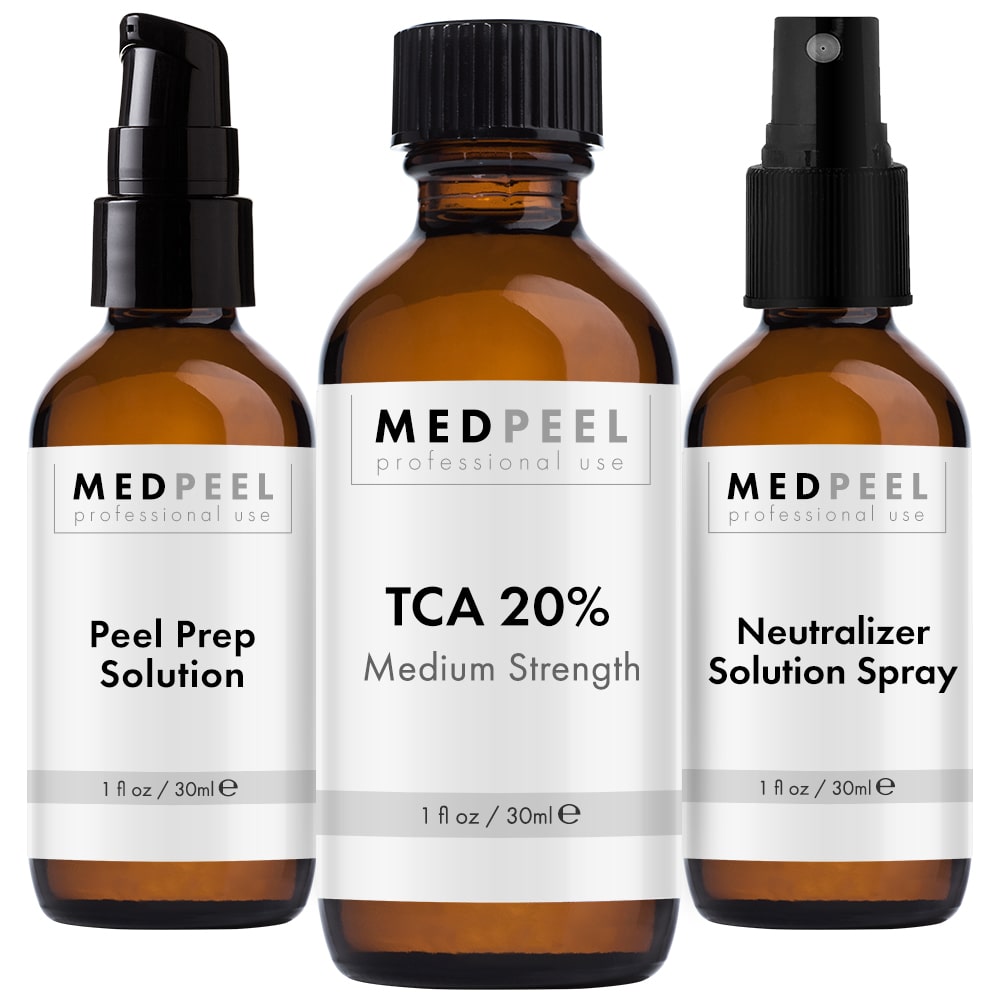 MEDPEEL
professional use
Peel Prep
Solution
1 fl oz / 30ml ℮
MEDPEEL
professional use
TCA 20%
Medium Strength
1 fl oz / 30ml ℮
MEDPEEL
professional use
Neutralizer
Solution Spray
1 fl oz / 30ml ℮